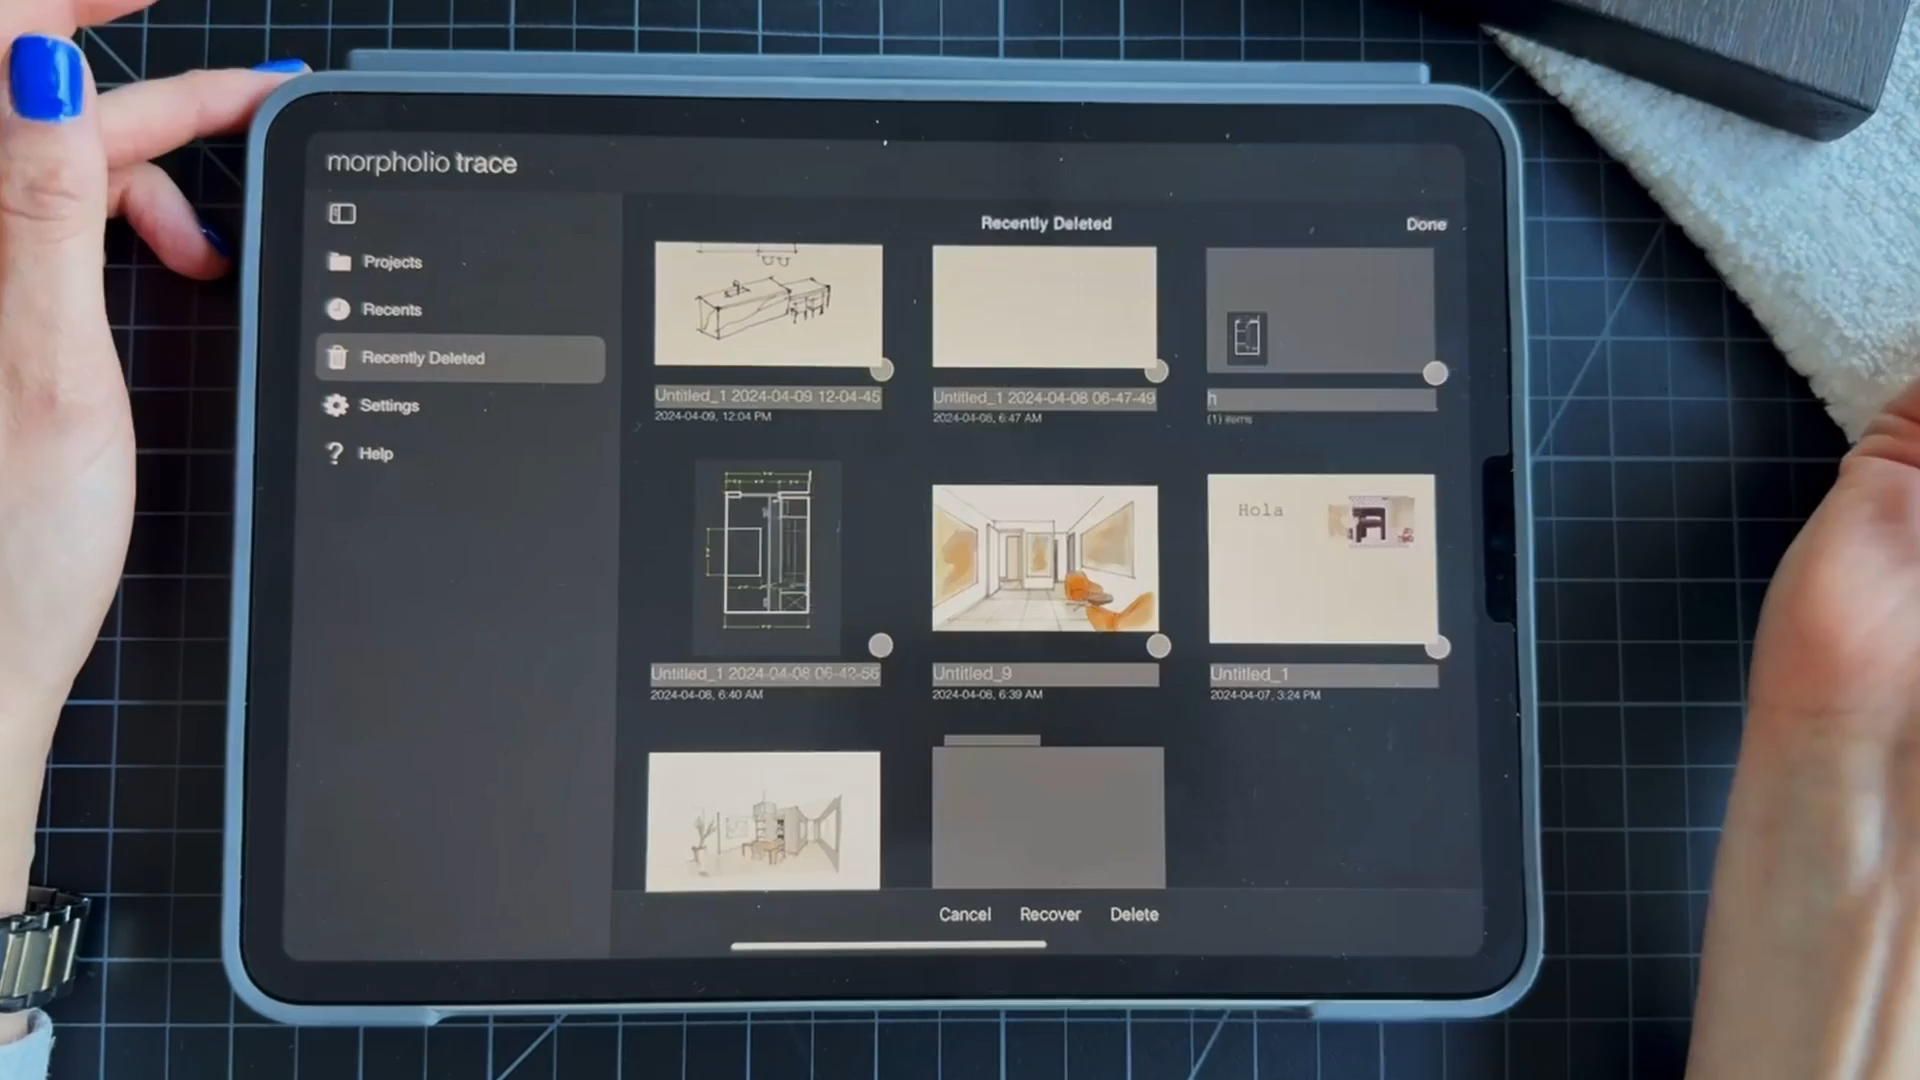 morpholio trace
Recently Deleted
Done
Projects
Recents
Recently Deleted
Settings
? Help
Untitled_1 2024-04-09 12-04-45
2024-04-09, 12:04 PM
Untitled_1 2024-04-08 06-47-49
2024-04-08, 6:47 AM
h
(1) items
Hola
Untitled_1 2024-04-08 06-42-56
2024-04-08, 6:40 AM
Untitled_9
2024-04-08, 6:39 AM
Untitled_1
2024-04-07, 3:24 PM
Cancel
Recover
Delete